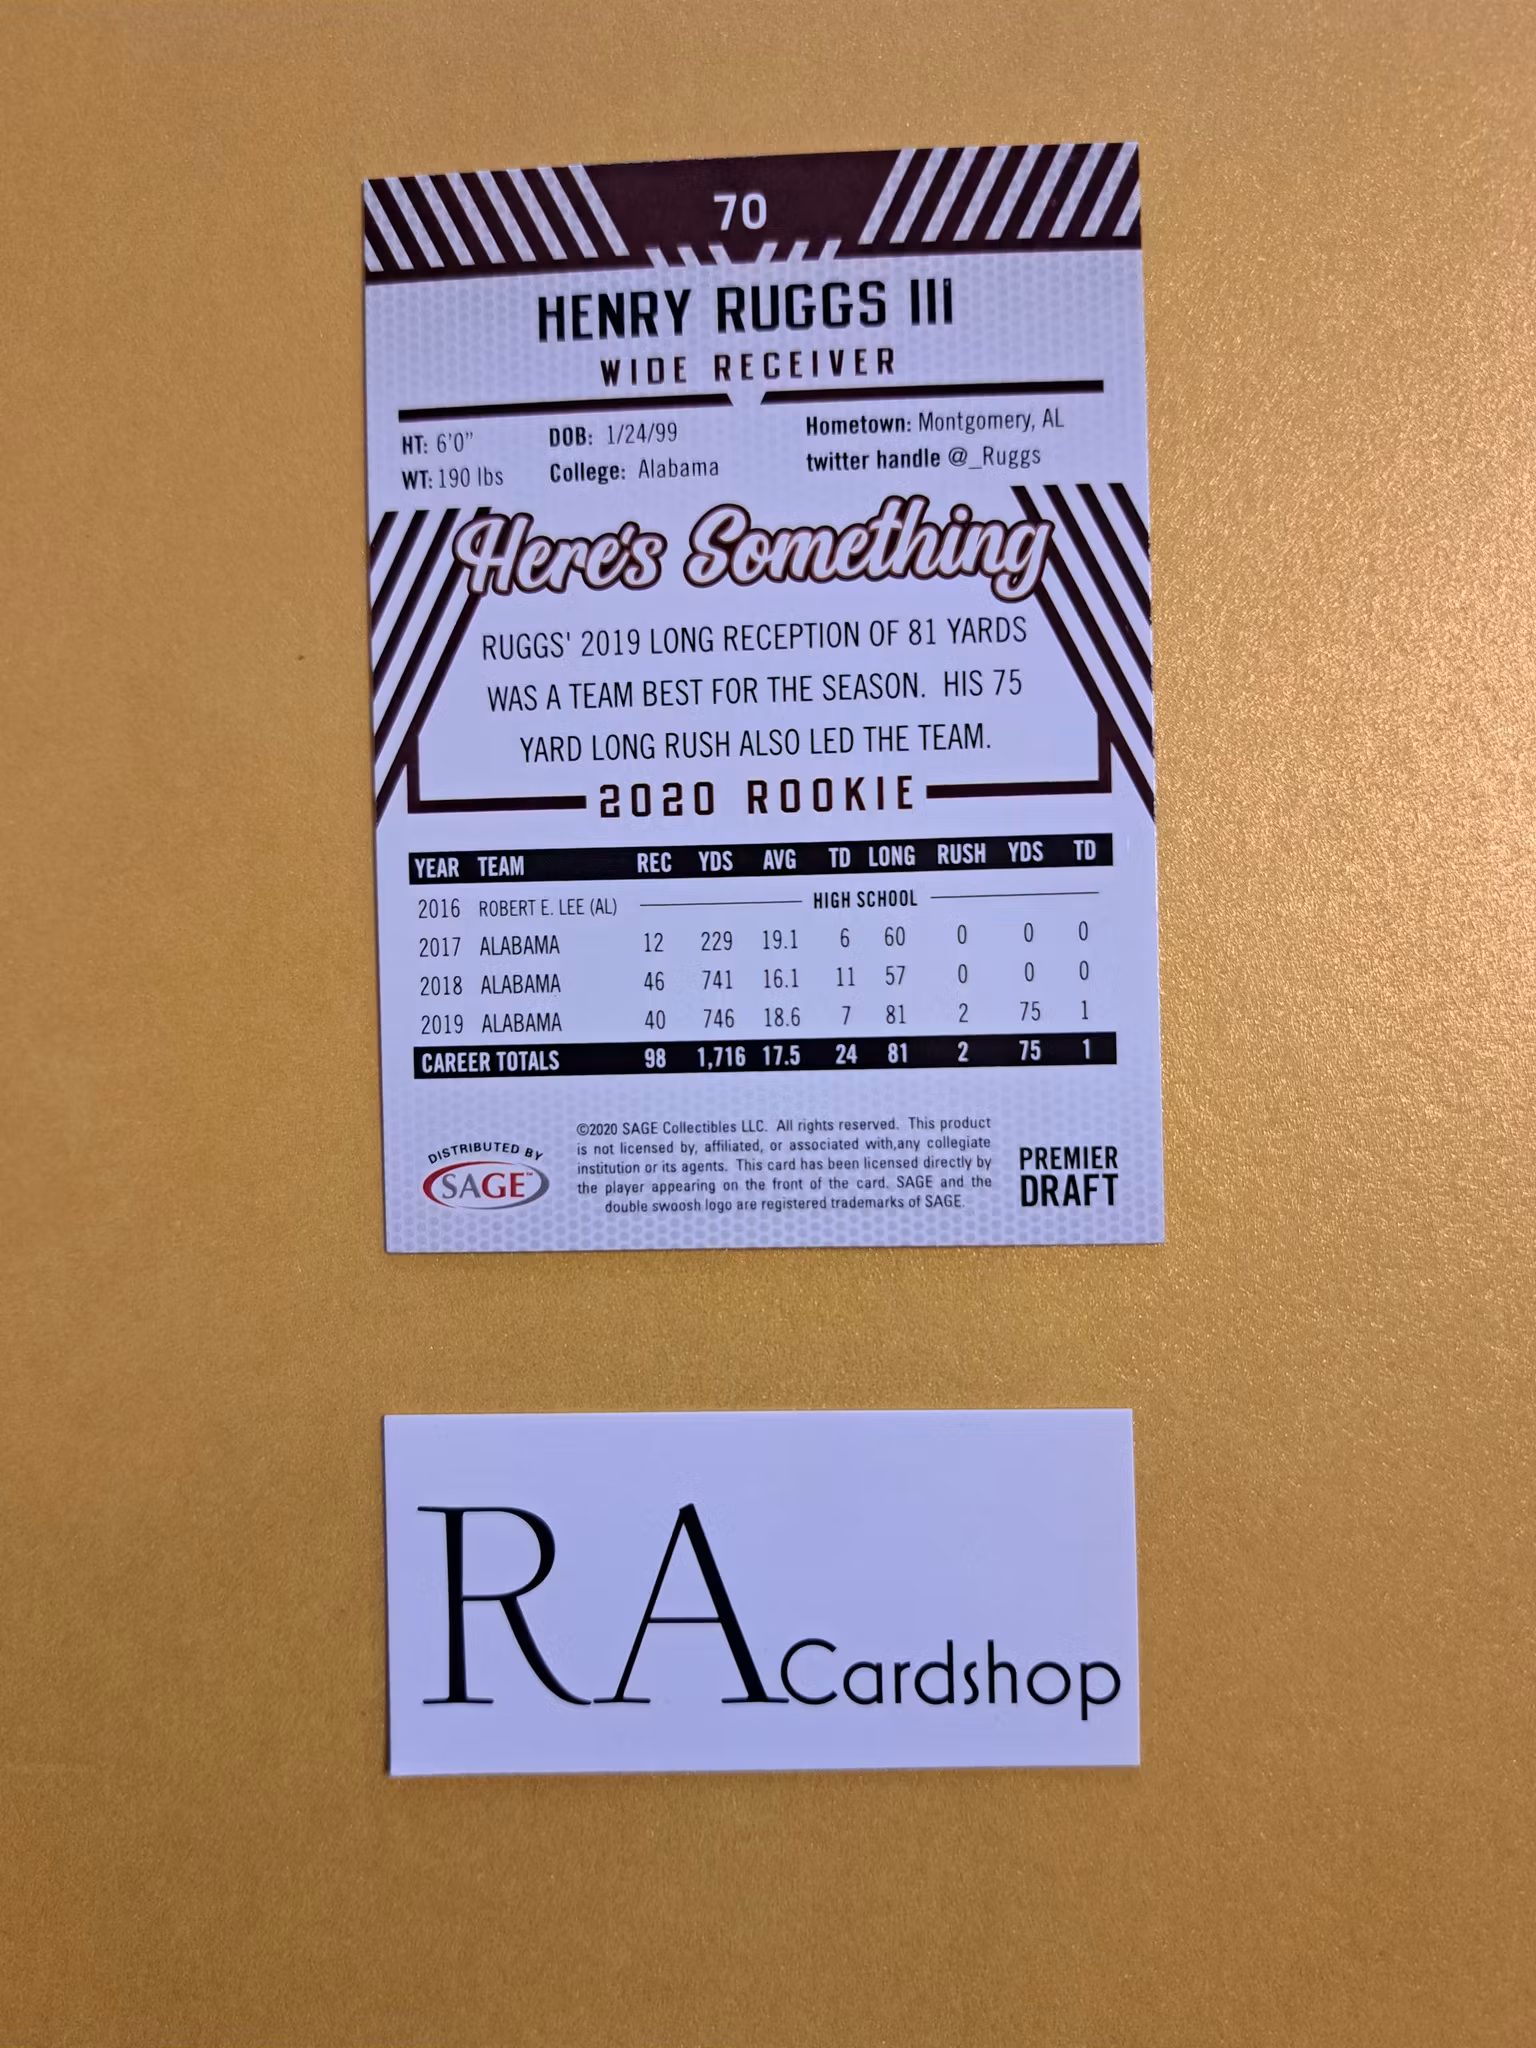 70
HENRY RUGGS III
WIDE RECEIVER
HT: 6'0" DOB: 1/24/99 Hometown: Montgomery, AL
WT: 190 lbs College: Alabama twitter handle @_Ruggs
Here's Something
RUGGS' 2019 LONG RECEPTION OF 81 YARDS
WAS A TEAM BEST FOR THE SEASON. HIS 75
YARD LONG RUSH ALSO LED THE TEAM.
2020 ROOKIE
YEAR TEAM REC YDS AVG TD LONG RUSH YDS TD
2016 ROBERT E. LEE (AL) HIGH SCHOOL
2017 ALABAMA 12 229 19.1 6 60 0 0 0
2018 ALABAMA 46 741 16.1 11 57 0 0 0
2019 ALABAMA 40 746 18.6 7 81 2 75 1
CAREER TOTALS 98 1,716 17.5 24 81 2 75 1
DISTRIBUTED BY
SAGE™
©2020 SAGE Collectibles LLC. All rights reserved. This product
is not licensed by, affiliated, or associated with,any collegiate
institution or its agents. This card has been licensed directly by
the player appearing on the front of the card. SAGE and the
double swoosh logo are registered trademarks of SAGE.
PREMIER
DRAFT
RA Cardshop